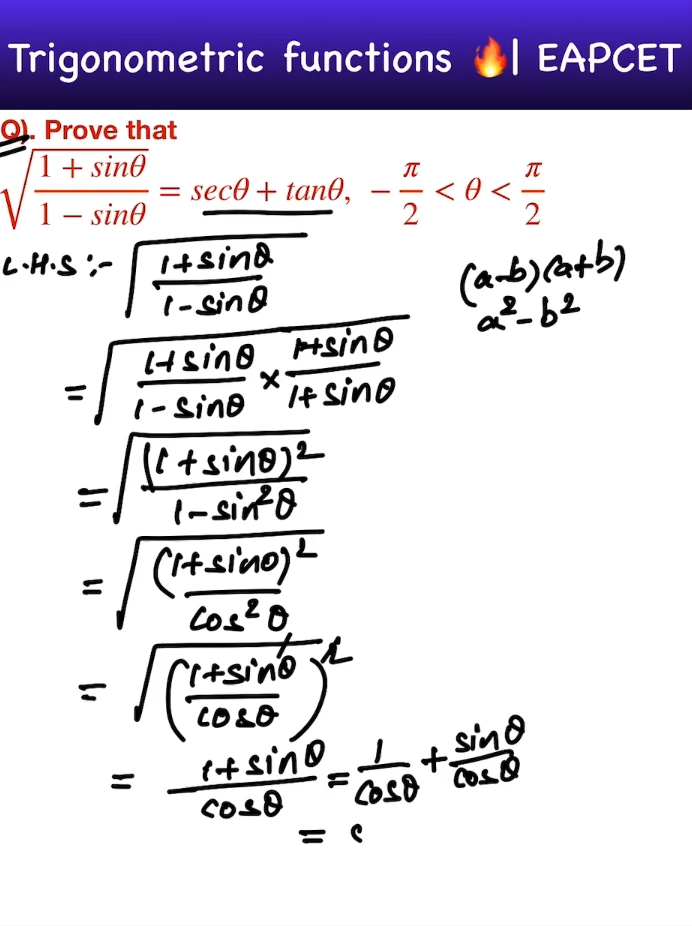 Trigonometric functions 🔥| EAPCET
Q). Prove that
√((1 + sinθ)/(1 − sinθ)) = secθ + tanθ, −π/2 < θ < π/2
L.H.S :- √((1+sinθ)/(1-sinθ))
(a-b)(a+b)
a²-b²
= √((1+sinθ)/(1-sinθ) × (1+sinθ)/(1+sinθ))
= √((1+sinθ)²/(1-sin²θ))
= √((1+sinθ)²/cos²θ)
= √(((1+sinθ)/cosθ)²)
= (1+sinθ)/cosθ = 1/cosθ + sinθ/cosθ
=